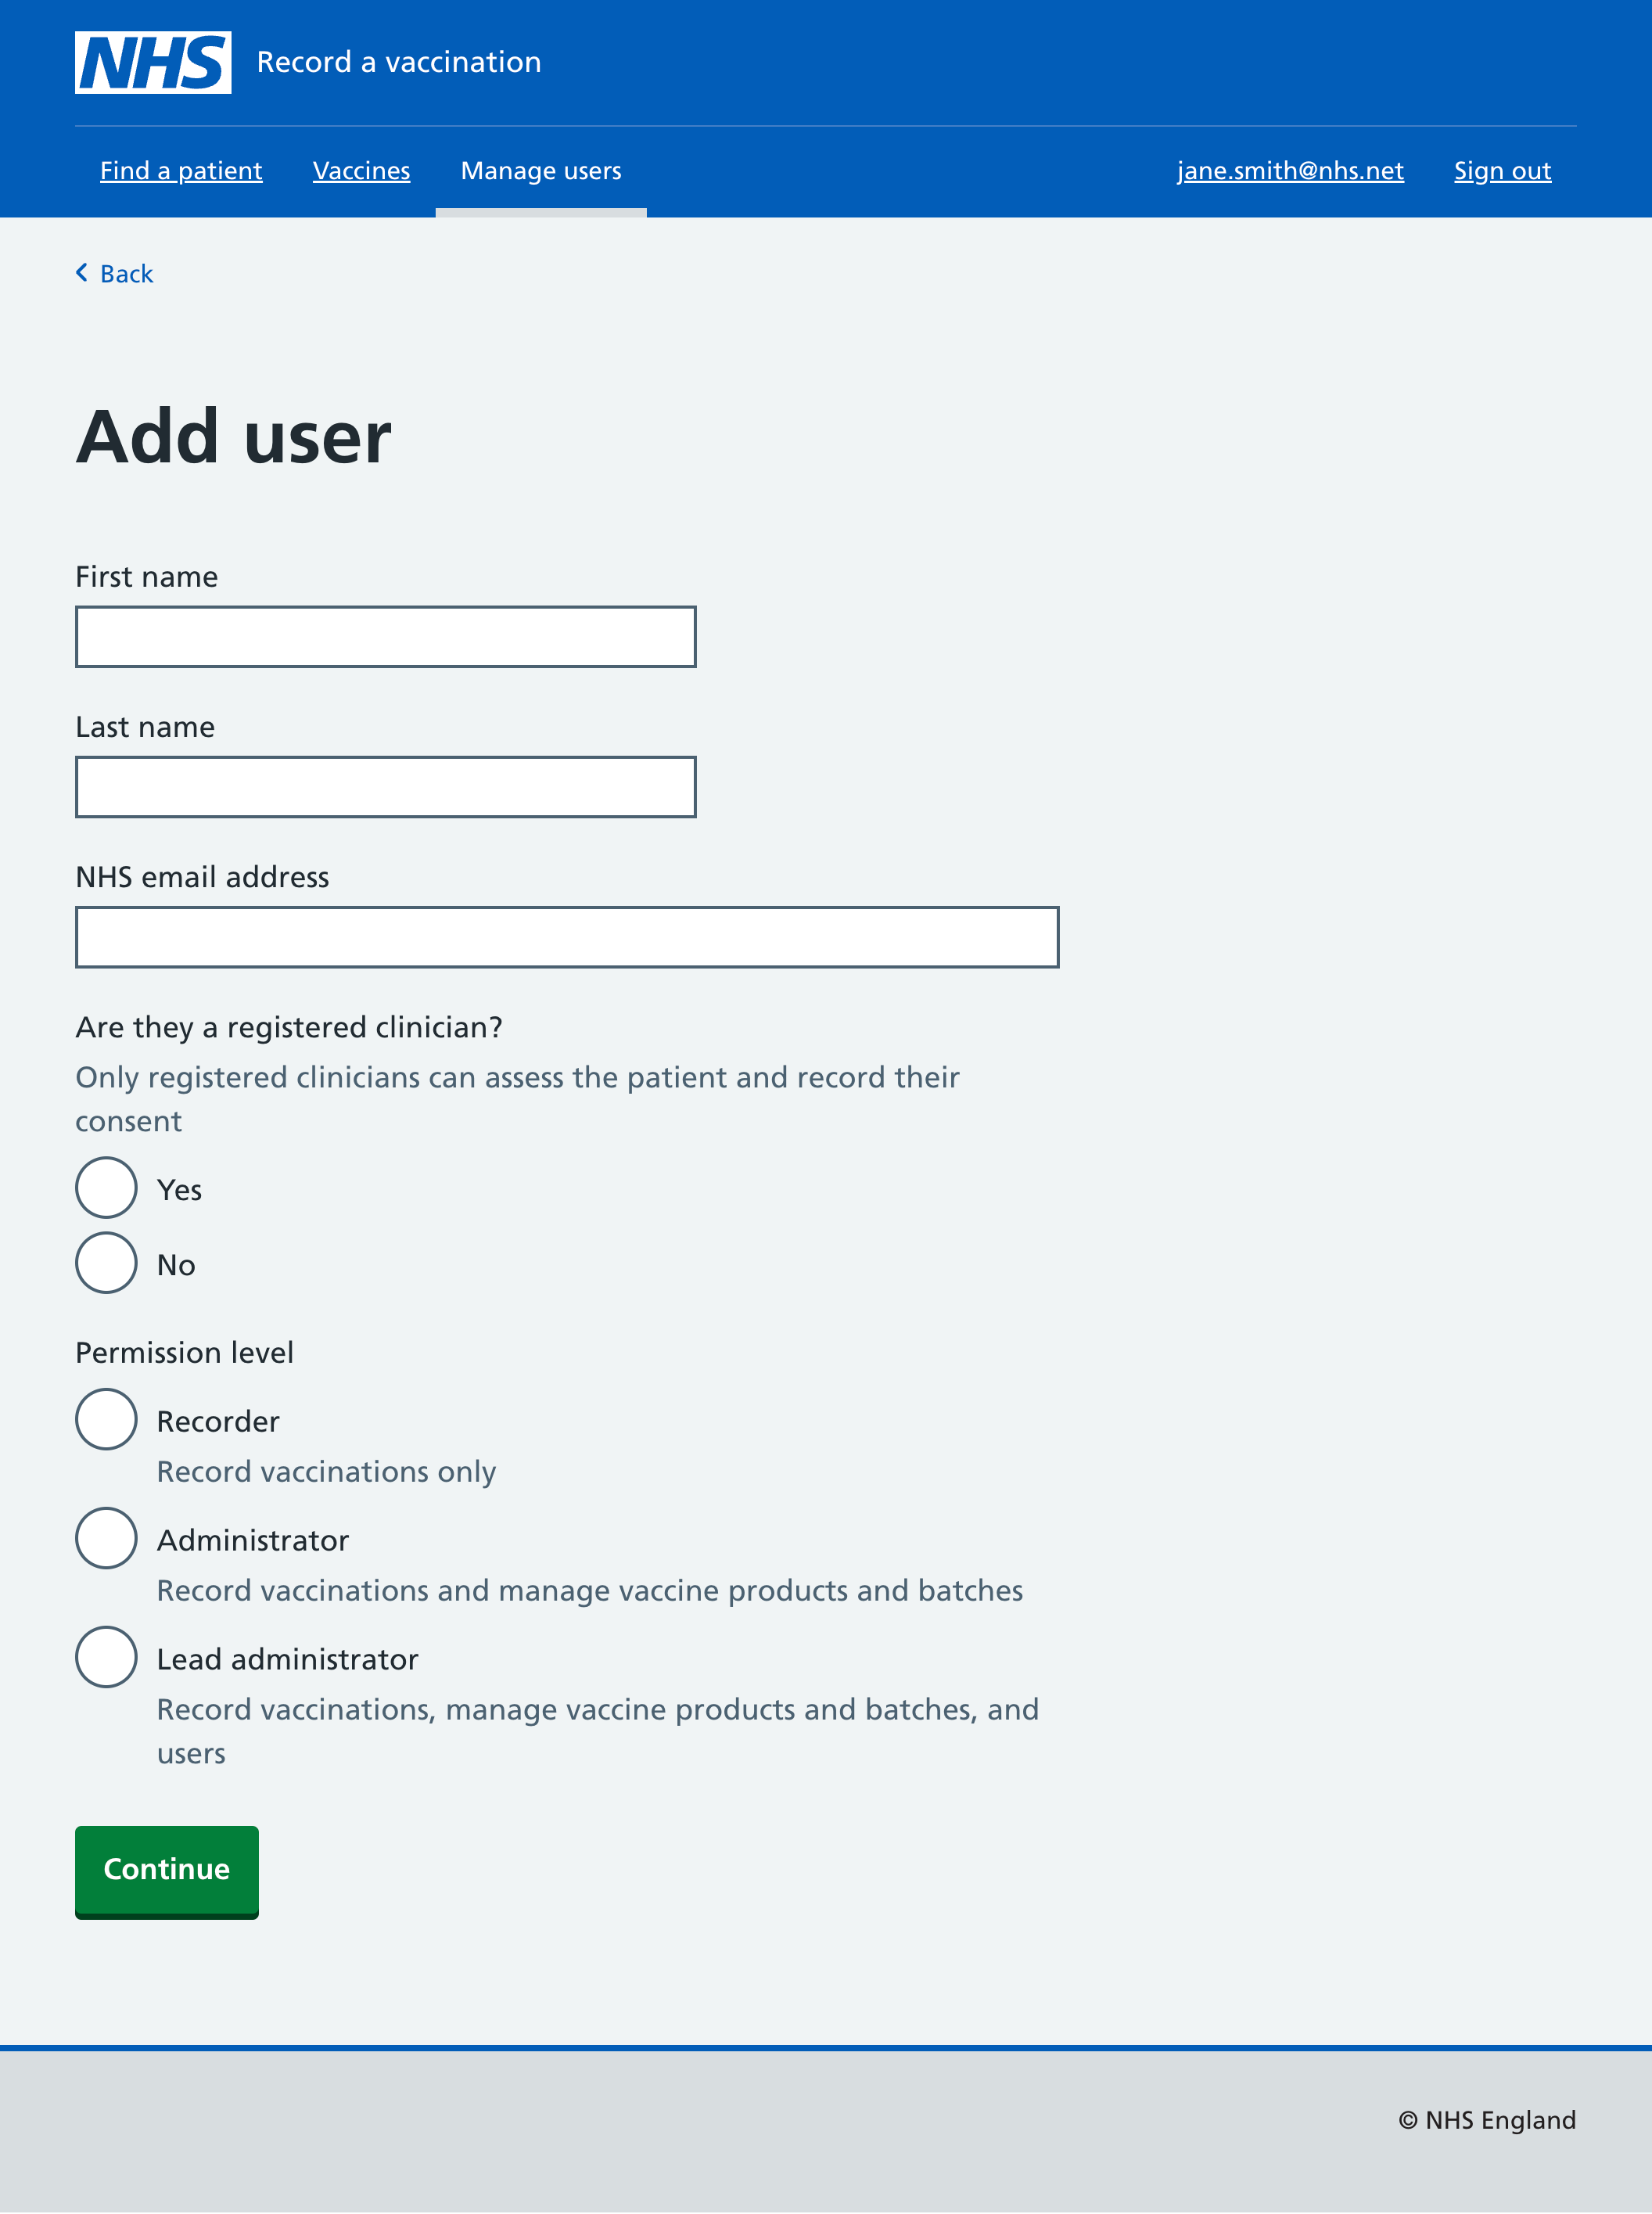 NHS Record a vaccination
Find a patient Vaccines Manage users jane.smith@nhs.net Sign out
Back
Add user
First name
Last name
NHS email address
Are they a registered clinician?
Only registered clinicians can assess the patient and record their
consent
Yes
No
Permission level
Recorder
Record vaccinations only
Administrator
Record vaccinations and manage vaccine products and batches
Lead administrator
Record vaccinations, manage vaccine products and batches, and
users
Continue
© NHS England